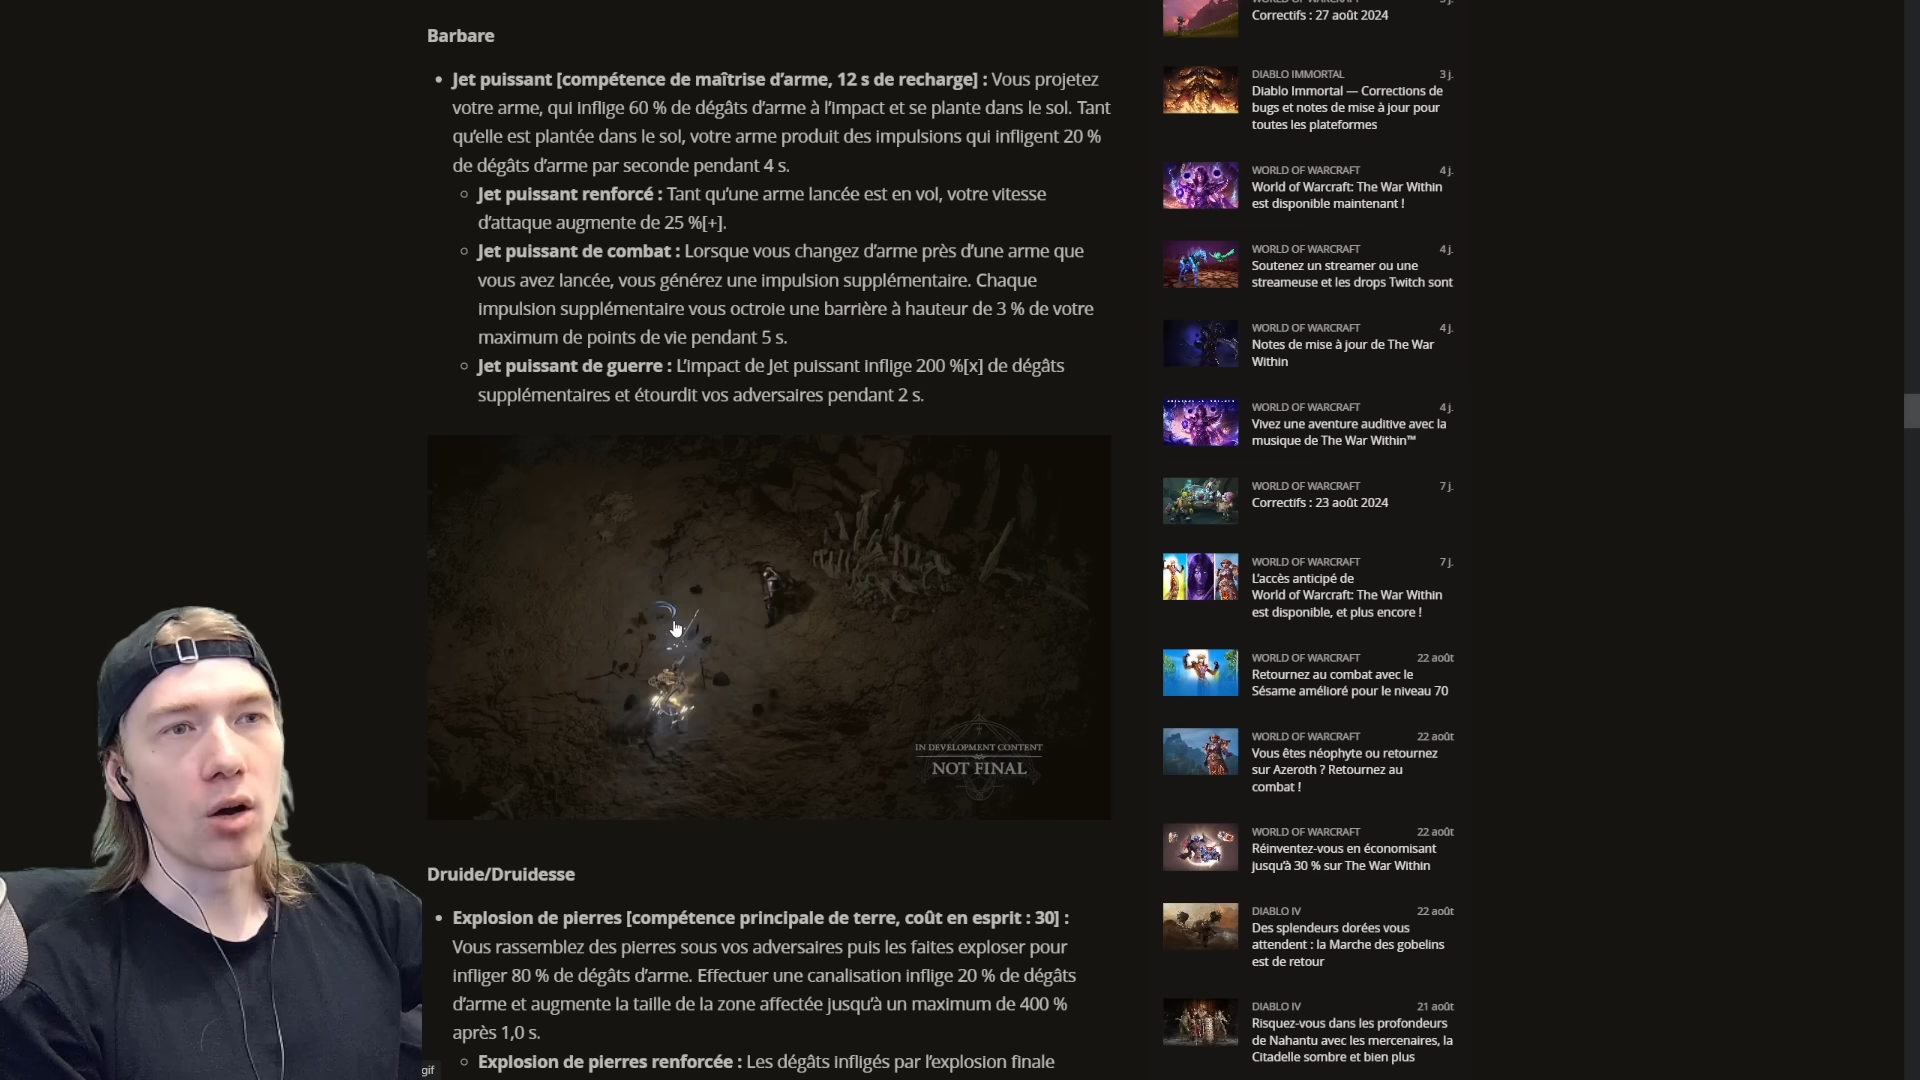 Barbare
• Jet puissant [compétence de maîtrise d’arme, 12 s de recharge] : Vous projetez
votre arme, qui inflige 60 % de dégâts d’arme à l’impact et se plante dans le sol. Tant
qu’elle est plantée dans le sol, votre arme produit des impulsions qui infligent 20 %
de dégâts d’arme par seconde pendant 4 s.
◦ Jet puissant renforcé : Tant qu’une arme lancée est en vol, votre vitesse
d’attaque augmente de 25 %[+].
◦ Jet puissant de combat : Lorsque vous changez d’arme près d’une arme que
vous avez lancée, vous générez une impulsion supplémentaire. Chaque
impulsion supplémentaire vous octroie une barrière à hauteur de 3 % de votre
maximum de points de vie pendant 5 s.
◦ Jet puissant de guerre : L’impact de Jet puissant inflige 200 %[x] de dégâts
supplémentaires et étourdit vos adversaires pendant 2 s.
IN DEVELOPMENT CONTENT
NOT FINAL
Druide/Druidesse
• Explosion de pierres [compétence principale de terre, coût en esprit : 30] :
Vous rassemblez des pierres sous vos adversaires puis les faites exploser pour
infliger 80 % de dégâts d’arme. Effectuer une canalisation inflige 20 % de dégâts
d’arme et augmente la taille de la zone affectée jusqu’à un maximum de 400 %
après 1,0 s.
◦ Explosion de pierres renforcée : Les dégâts infligés par l’explosion finale
gif
Correctifs : 27 août 2024
DIABLO IMMORTAL 3 j.
Diablo Immortal — Corrections de
bugs et notes de mise à jour pour
toutes les plateformes
WORLD OF WARCRAFT 4 j.
World of Warcraft: The War Within
est disponible maintenant !
WORLD OF WARCRAFT 4 j.
Soutenez un streamer ou une
streameuse et les drops Twitch sont
WORLD OF WARCRAFT 4 j.
Notes de mise à jour de The War
Within
WORLD OF WARCRAFT 4 j.
Vivez une aventure auditive avec la
musique de The War Within™
WORLD OF WARCRAFT 7 j.
Correctifs : 23 août 2024
WORLD OF WARCRAFT 7 j.
L’accès anticipé de
World of Warcraft: The War Within
est disponible, et plus encore !
WORLD OF WARCRAFT 22 août
Retournez au combat avec le
Sésame amélioré pour le niveau 70
WORLD OF WARCRAFT 22 août
Vous êtes néophyte ou retournez
sur Azeroth ? Retournez au
combat !
WORLD OF WARCRAFT 22 août
Réinventez-vous en économisant
jusqu’à 30 % sur The War Within
DIABLO IV 22 août
Des splendeurs dorées vous
attendent : la Marche des gobelins
est de retour
DIABLO IV 21 août
Risquez-vous dans les profondeurs
de Nahantu avec les mercenaires, la
Citadelle sombre et bien plus